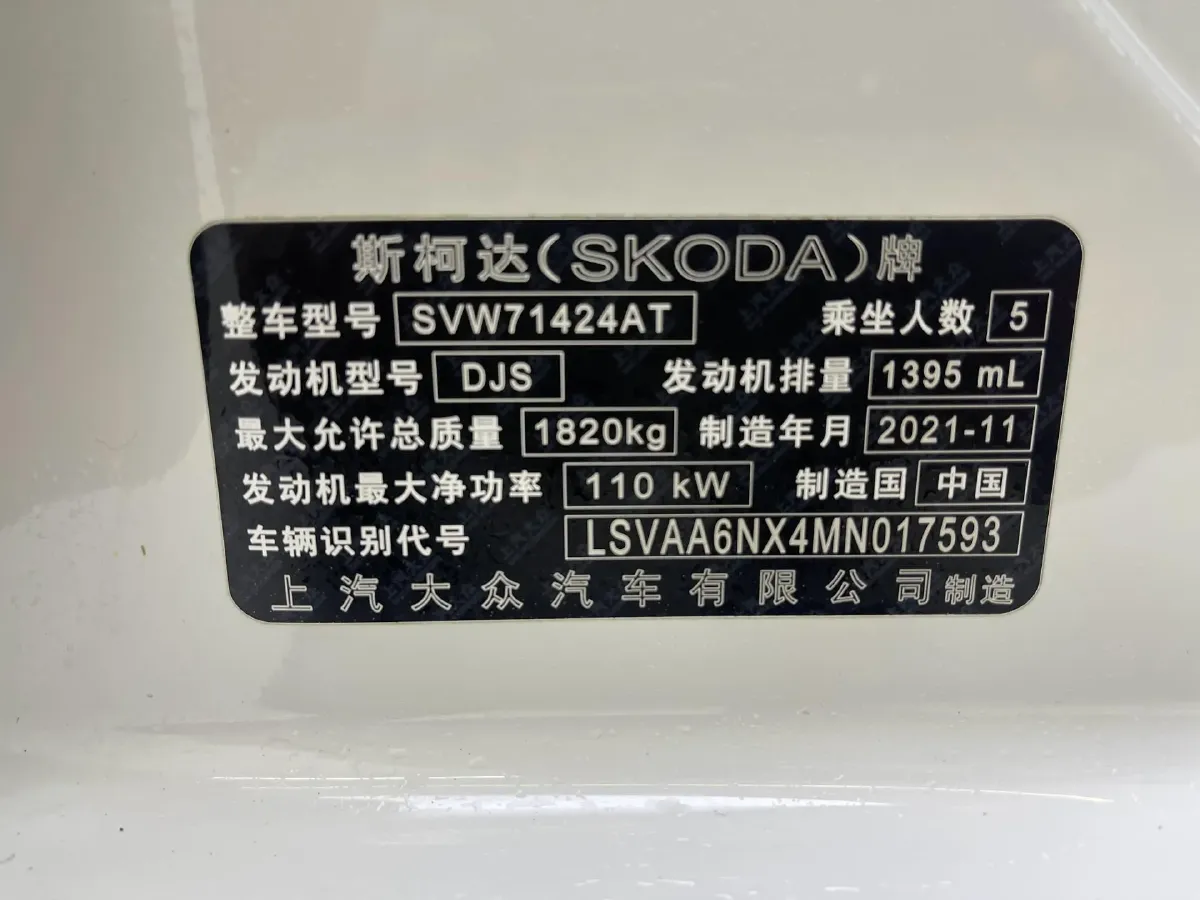 斯柯达(SKODA)牌
整车型号 SVW71424AT 乘坐人数 5
发动机型号 DJS 发动机排量 1395 mL
最大允许总质量 1820kg 制造年月 2021-11
发动机最大净功率 110 kW 制造国 中国
车辆识别代号 LSVAA6NX4MN017593
上汽大众汽车有限公司制造